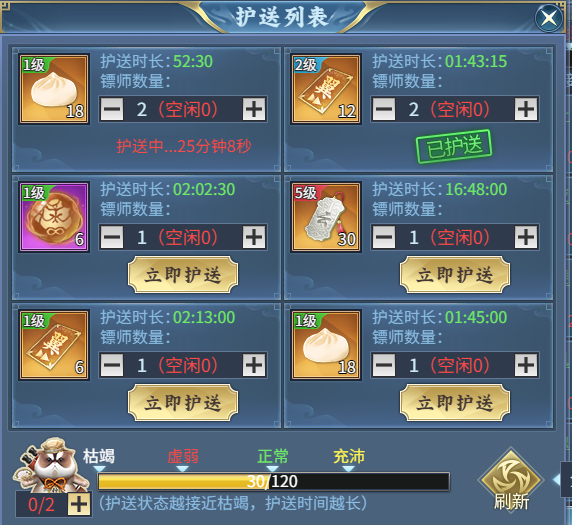 护送列表
1级
护送时长:52:30
镖师数量:
2 (空闲0)
18
护送中...25分钟8秒
2级
护送时长:01:43:15
镖师数量:
2 (空闲0)
12
已护送
1级
护送时长:02:02:30
镖师数量:
1 (空闲0)
6
立即护送
5级
护送时长:16:48:00
镖师数量:
1 (空闲0)
30
立即护送
1级
护送时长:02:13:00
镖师数量:
1 (空闲0)
6
立即护送
1级
护送时长:01:45:00
镖师数量:
1 (空闲0)
18
立即护送
枯竭 虚弱 正常 充沛
30/120
0/2
(护送状态越接近枯竭,护送时间越长)
刷新